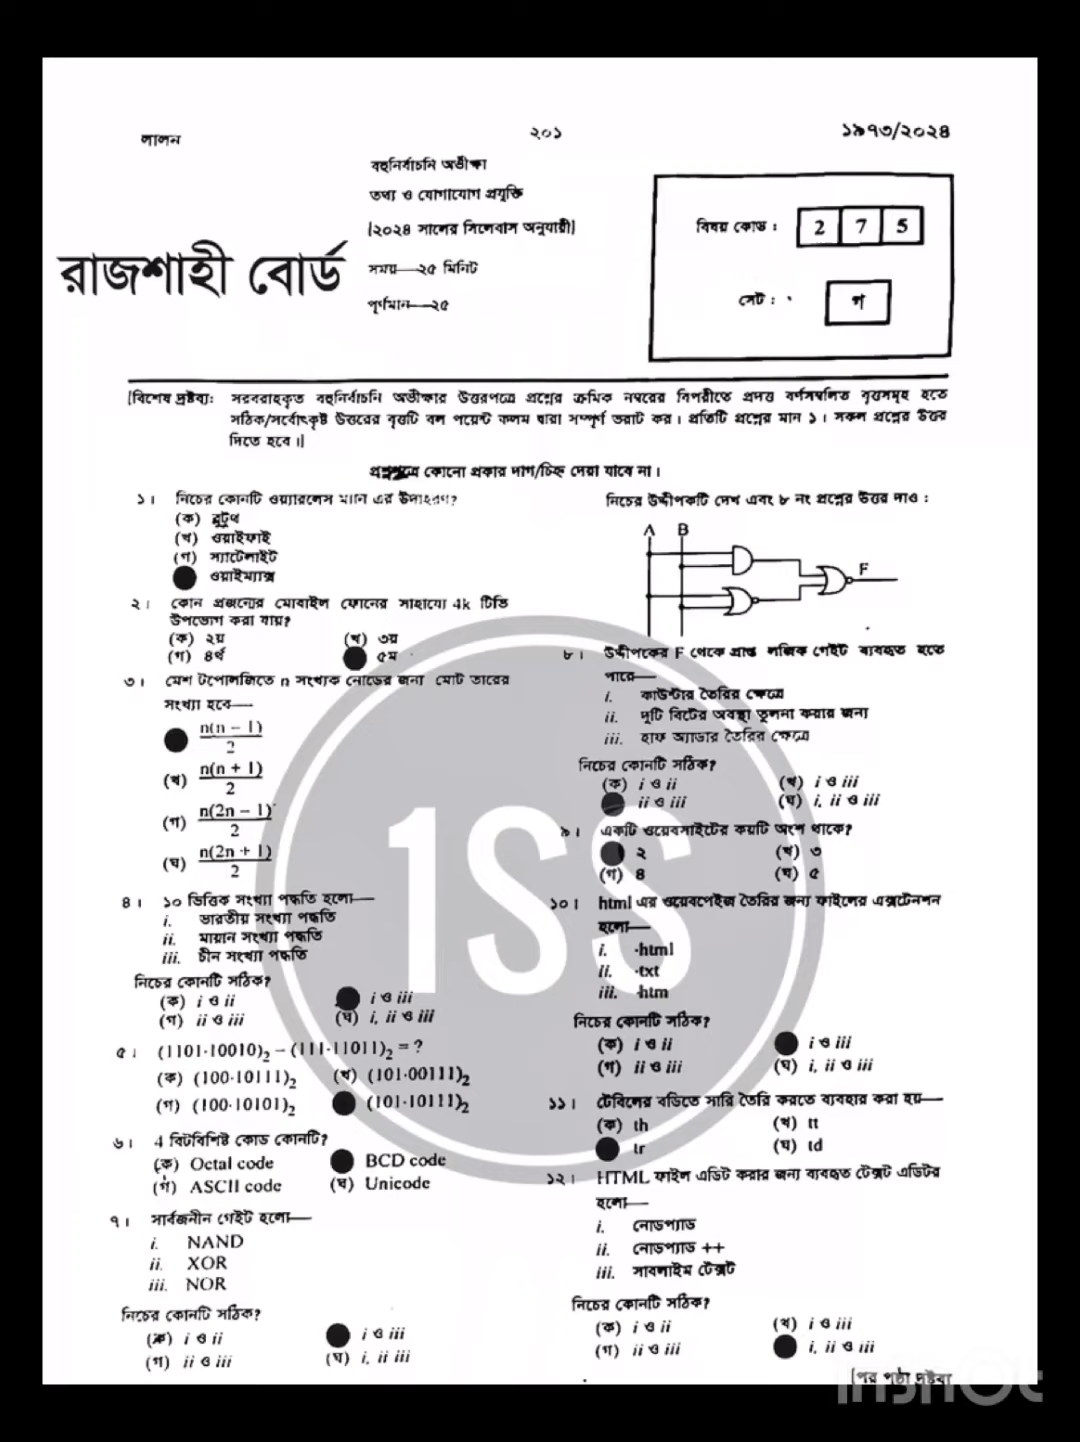 লালন
২০১
১৯৭৩/২০২৪
বহুনির্বাচনি অভীক্ষা
তথ্য ও যোগাযোগ প্রযুক্তি
[২০২৪ সালের সিলেবাস অনুযায়ী]
সময়—২৫ মিনিট
পূর্ণমান—২৫
রাজশাহী বোর্ড
বিষয় কোড : 2 7 5
সেট : গ
[বিশেষ দ্রষ্টব্য: সরবরাহকৃত বহুনির্বাচনি অভীক্ষার উত্তরপত্রে প্রশ্নের ক্রমিক নম্বরের বিপরীতে প্রদত্ত বর্ণসম্বলিত বৃত্তসমূহ হতে
সঠিক/সর্বোৎকৃষ্ট উত্তরের বৃত্তটি বল পয়েন্ট কলম দ্বারা সম্পূর্ণ ভরাট কর। প্রতিটি প্রশ্নের মান ১। সকল প্রশ্নের উত্তর
দিতে হবে।]
প্রশ্নপত্রে কোনো প্রকার দাগ/চিহ্ন দেয়া যাবে না।
১। নিচের কোনটি ওয়্যারলেস ম্যান এর উদাহরণ?
(ক) ব্লুটুথ
(খ) ওয়াইফাই
(গ) স্যাটেলাইট
ওয়াইম্যাক্স
২। কোন প্রজন্মের মোবাইল ফোনের সাহায্যে 4k টিভি
উপভোগ করা যায়?
(ক) ২য় (খ) ৩য়
(গ) ৪র্থ ৫ম
৩। মেশ টপোলজিতে n সংখ্যক নোডের জন্য মোট তারের
সংখ্যা হবে—
n(n − 1)
2
(খ) n(n + 1)
2
(গ) n(2n − 1)
2
(ঘ) n(2n + 1)
2
৪। ১০ ভিত্তিক সংখ্যা পদ্ধতি হলো—
i. ভারতীয় সংখ্যা পদ্ধতি
ii. মায়ান সংখ্যা পদ্ধতি
iii. চীন সংখ্যা পদ্ধতি
নিচের কোনটি সঠিক?
(ক) i ও ii i ও iii
(গ) ii ও iii (ঘ) i, ii ও iii
৫। (1101·10010)₂ − (111·11011)₂ = ?
(ক) (100·10111)₂ (খ) (101·00111)₂
(গ) (100·10101)₂ (101·10111)₂
৬। 4 বিটবিশিষ্ট কোড কোনটি?
(ক) Octal code BCD code
(গ) ASCII code (ঘ) Unicode
৭। সার্বজনীন গেইট হলো—
i. NAND
ii. XOR
iii. NOR
নিচের কোনটি সঠিক?
(ক) i ও ii i ও iii
(গ) ii ও iii (ঘ) i, ii iii
নিচের উদ্দীপকটি দেখ এবং ৮ নং প্রশ্নের উত্তর দাও :
A B
F
৮। উদ্দীপকের F থেকে প্রাপ্ত লজিক গেইট ব্যবহৃত হতে
পারে—
i. কাউন্টার তৈরির ক্ষেত্রে
ii. দুটি বিটের অবস্থা তুলনা করার জন্য
iii. হাফ অ্যাডার তৈরির ক্ষেত্রে
নিচের কোনটি সঠিক?
(ক) i ও ii (খ) i ও iii
ii ও iii (ঘ) i, ii ও iii
৯। একটি ওয়েবসাইটের কয়টি অংশ থাকে?
২ (খ) ৩
(গ) ৪ (ঘ) ৫
১০। html এর ওয়েবপেইজ তৈরির জন্য ফাইলের এক্সটেনশন
হলো—
i. ·html
ii. ·txt
iii. ·htm
নিচের কোনটি সঠিক?
(ক) i ও ii i ও iii
(গ) ii ও iii (ঘ) i, ii ও iii
১১। টেবিলের বডিতে সারি তৈরি করতে ব্যবহার করা হয়—
(ক) th (খ) tt
tr (ঘ) td
১২। HTML ফাইল এডিট করার জন্য ব্যবহৃত টেক্সট এডিটর
হলো—
i. নোডপ্যাড
ii. নোডপ্যাড ++
iii. সাবলাইম টেক্সট
নিচের কোনটি সঠিক?
(ক) i ও ii (খ) i ও iii
(গ) ii ও iii i, ii ও iii
[পর পৃষ্ঠা দ্রষ্টব্য
1SS
InShOt